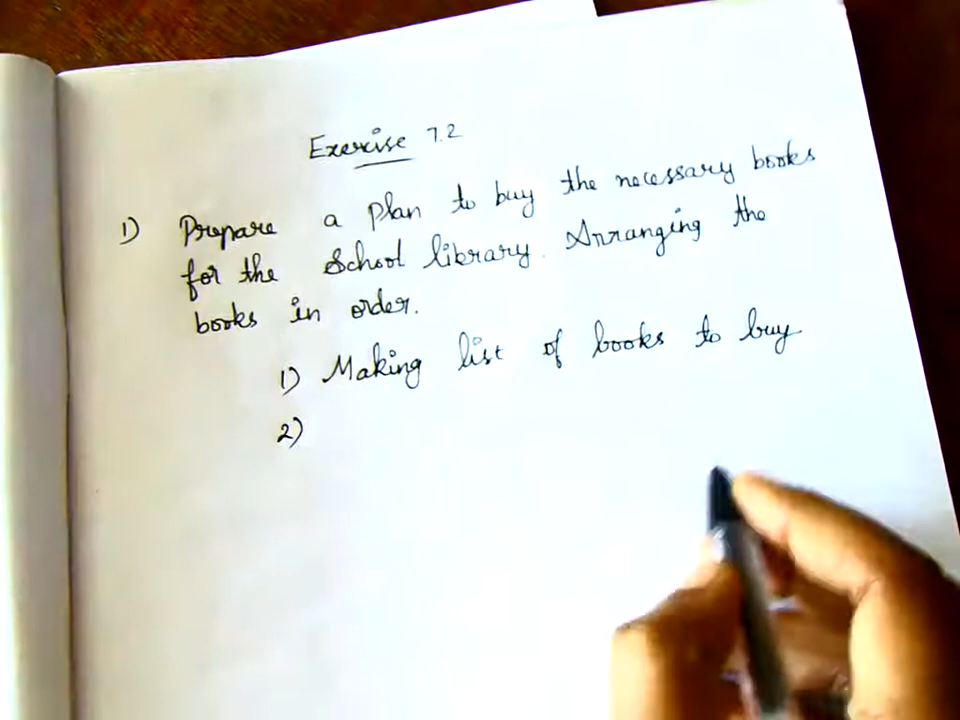 Exercise 7.2
1) Prepare a plan to buy the necessary books
for the School library. Arranging the
books in order.
1) Making list of books to buy
2)